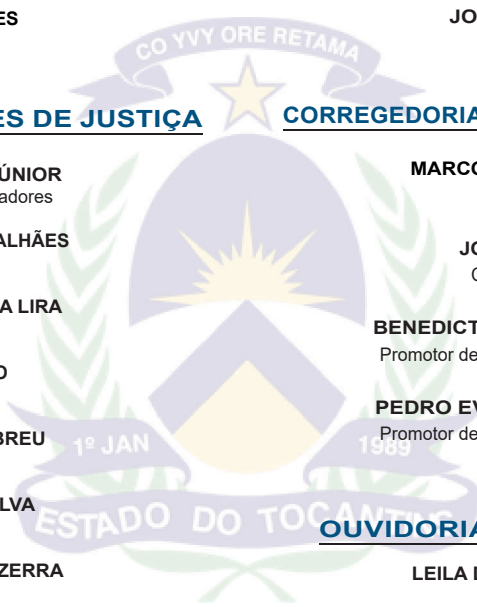 ES
JO
CO YVY ORE RETAMA
ES DE JUSTIÇA
CORREGEDORIA
ÚNIOR
adores
ALHÃES
A LIRA
O
BREU
LVA
ZERRA
MARCO
JO
C
BENEDICT
Promotor de
PEDRO EV
Promotor de
1º JAN
1989
ESTADO DO TOCANTINS
OUVIDORIA
LEILA D